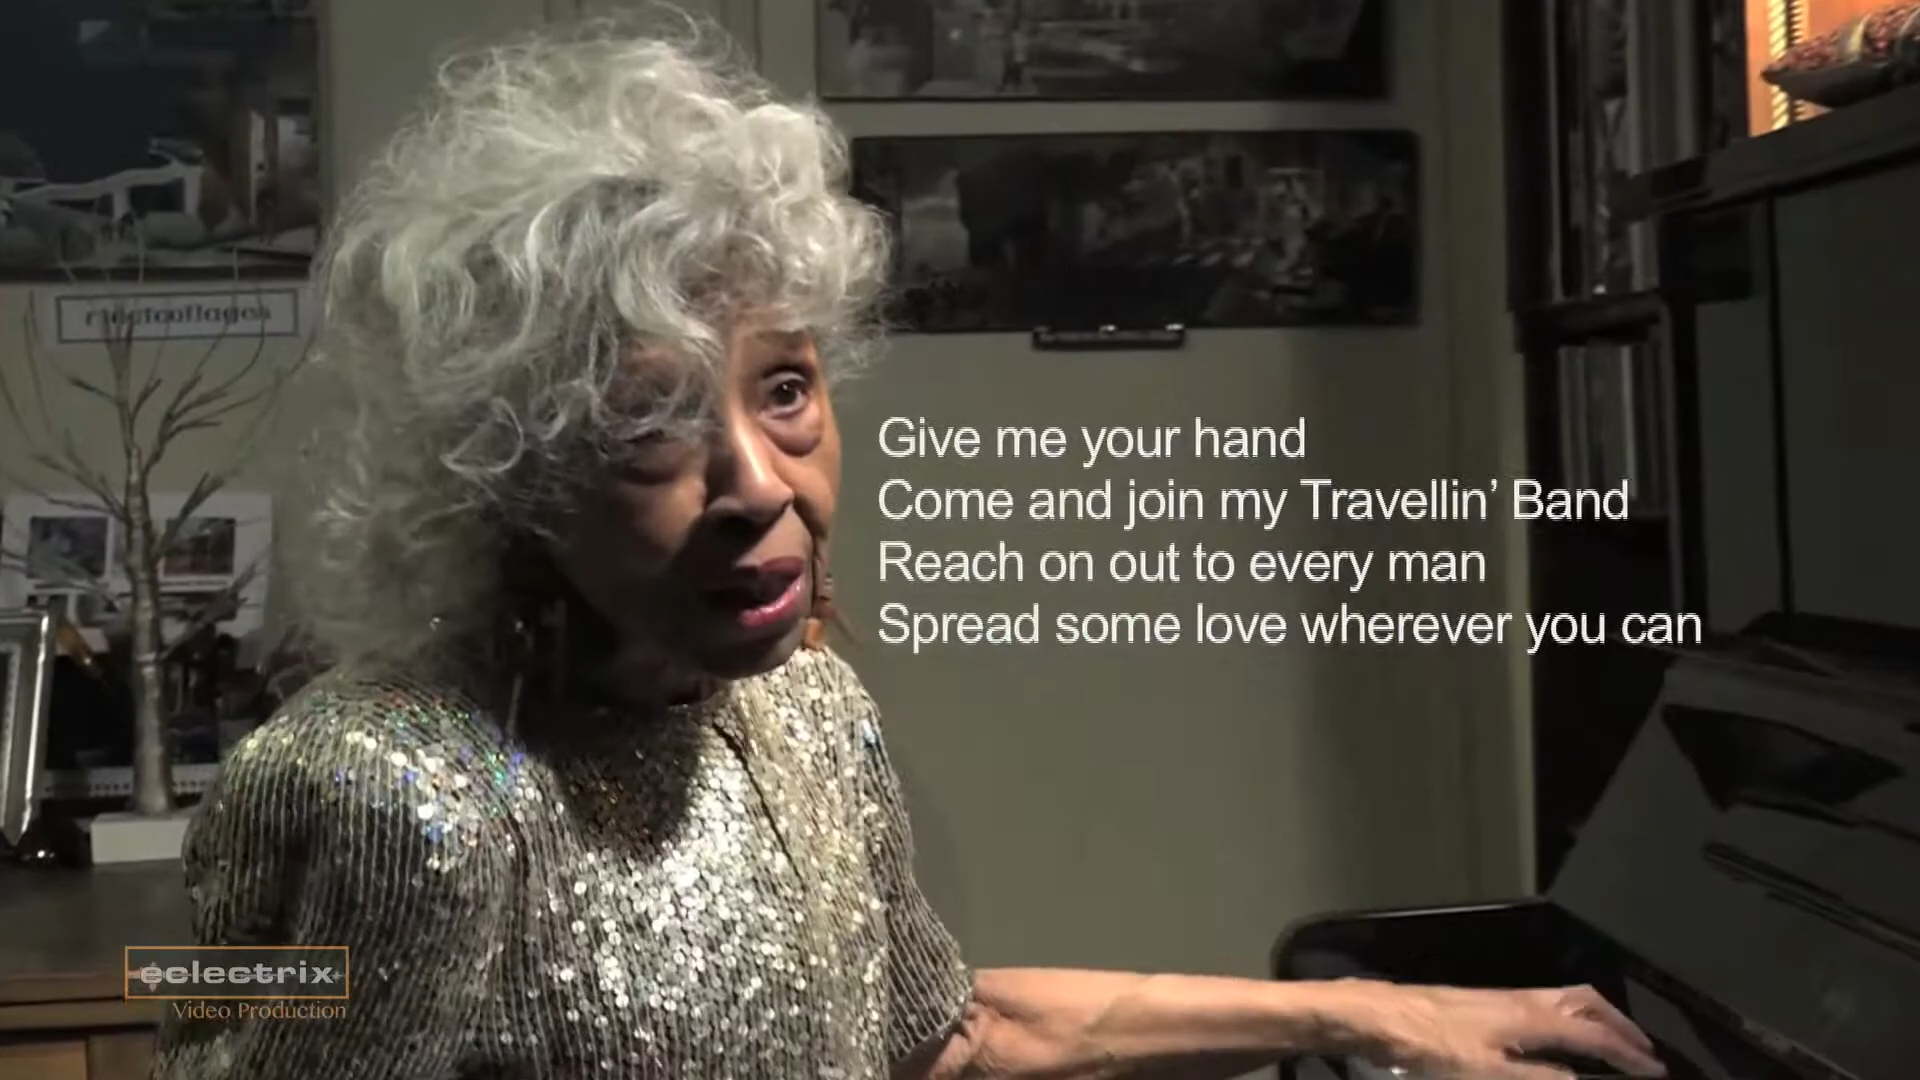 Give me your hand
Come and join my Travellin’ Band
Reach on out to every man
Spread some love wherever you can
eclectrix
Video Production